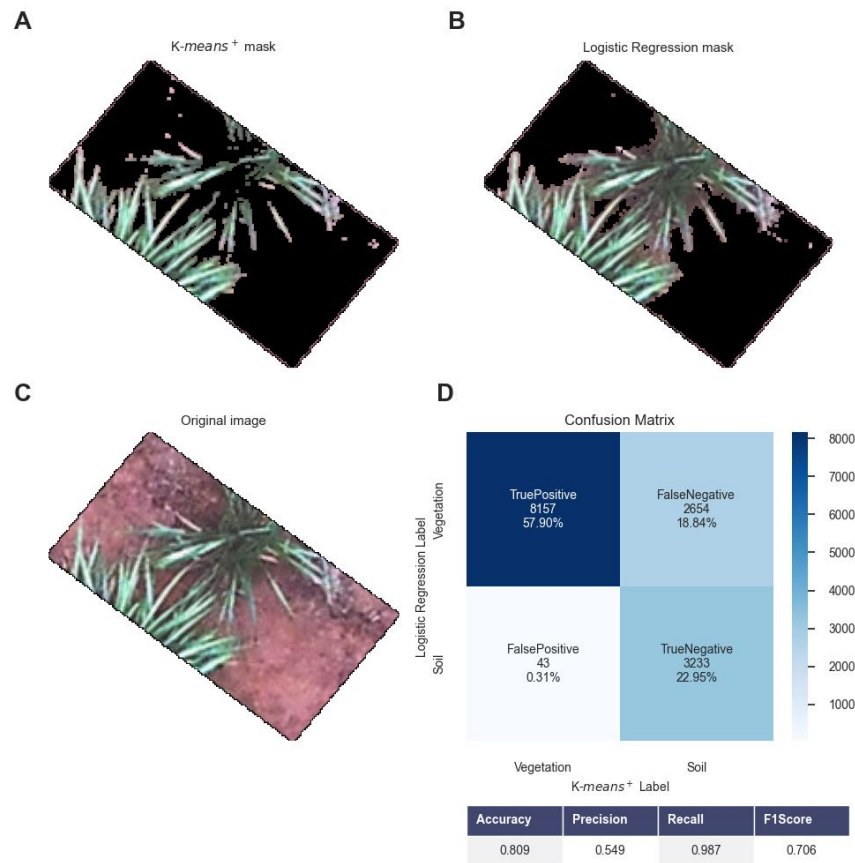 A
K-means + mask
B
Logistic Regression mask
C
Original image
D
Confusion Matrix
Logistic Regression Label
Vegetation
Soil
TruePositive
8157
57.90%
FalseNegative
2654
18.84%
FalsePositive
43
0.31%
TrueNegative
3233
22.95%
8000
7000
6000
5000
4000
3000
2000
1000
Vegetation Soil
K-means + Label
Accuracy Precision Recall F1Score
0.809 0.549 0.987 0.706